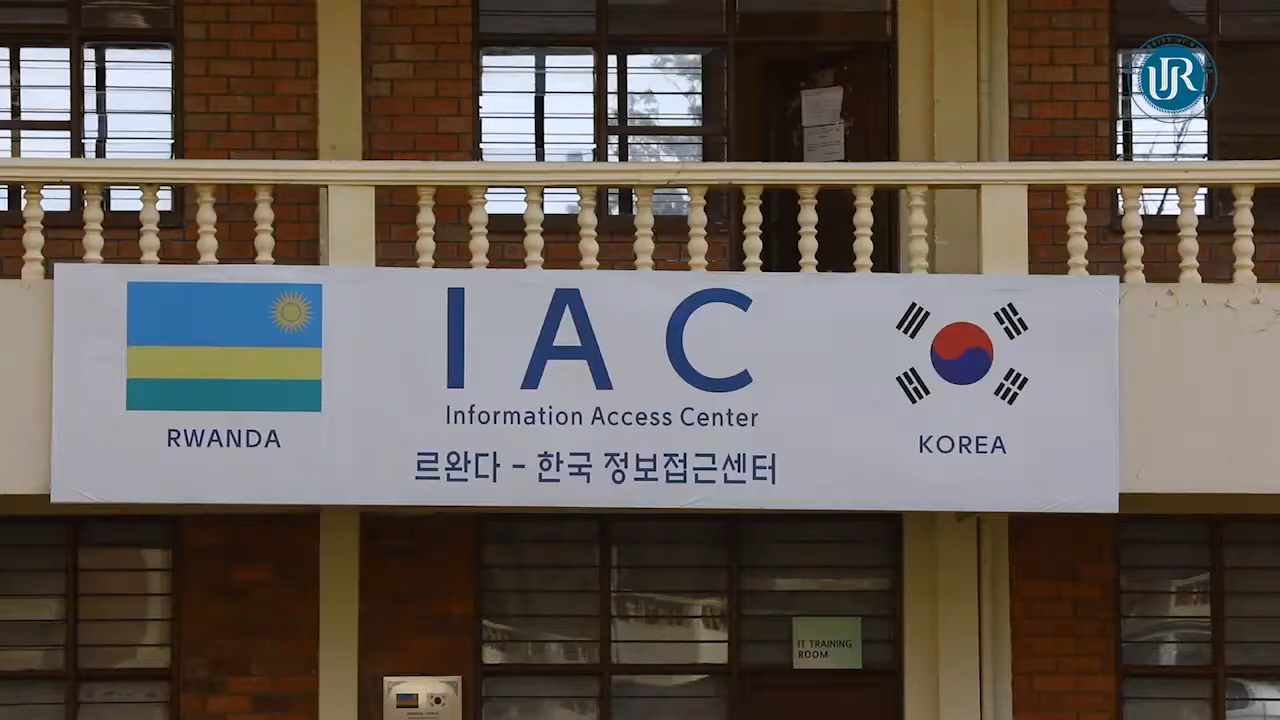 UR
IAC
Information Access Center
르완다 - 한국 정보접근센터
RWANDA
KOREA
IT TRAINING
ROOM